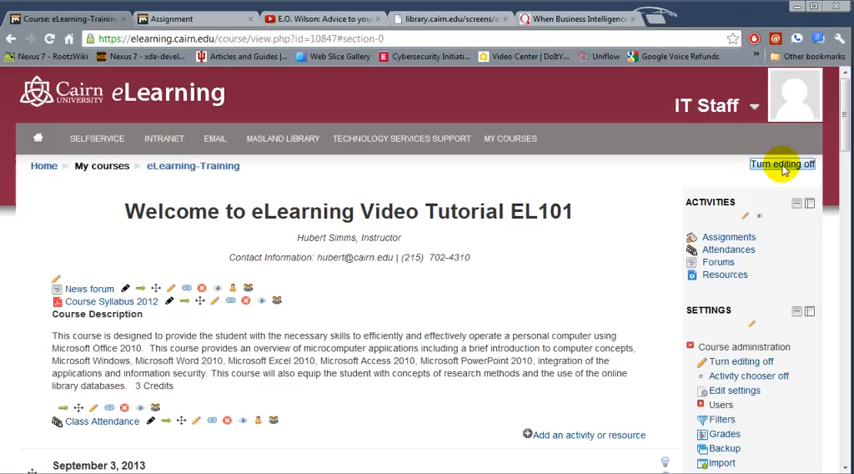 Course: eLearning-Training
Assignment
E.O. Wilson: Advice to you
library.cairn.edu/screens/e
When Business Intelligence
https://elearning.cairn.edu/course/view.php?id=10847#section-0
Nexus 7 - RootzWiki
Nexus 7 - xda-devel...
Articles and Guides |...
Web Slice Gallery
Cybersecurity Initiati...
Video Center | DoIT
Uniflow
Google Voice Refunds
Other bookmarks
Cairn
UNIVERSITY
eLearning
IT Staff
SELFSERVICE INTRANET EMAIL MASLAND LIBRARY TECHNOLOGY SERVICES SUPPORT MY COURSES
Home My courses eLearning-Training
Turn editing off
Welcome to eLearning Video Tutorial EL101
Hubert Simms, Instructor
Contact Information: hubert@cairn.edu | (215) 702-4310
News forum
Course Syllabus 2012
Course Description
This course is designed to provide the student with the necessary skills to efficiently and effectively operate a personal computer using
Microsoft Office 2010. This course provides an overview of microcomputer applications including a brief introduction to computer concepts,
Microsoft Windows, Microsoft Word 2010, Microsoft Excel 2010, Microsoft Access 2010, Microsoft PowerPoint 2010, integration of the
applications and information security. This course will also equip the student with concepts of research methods and the use of the online
library databases. 3 Credits
Class Attendance
Add an activity or resource
September 3, 2013
ACTIVITIES
Assignments
Attendances
Forums
Resources
SETTINGS
Course administration
Turn editing off
Activity chooser off
Edit settings
Users
Filters
Grades
Backup
Import